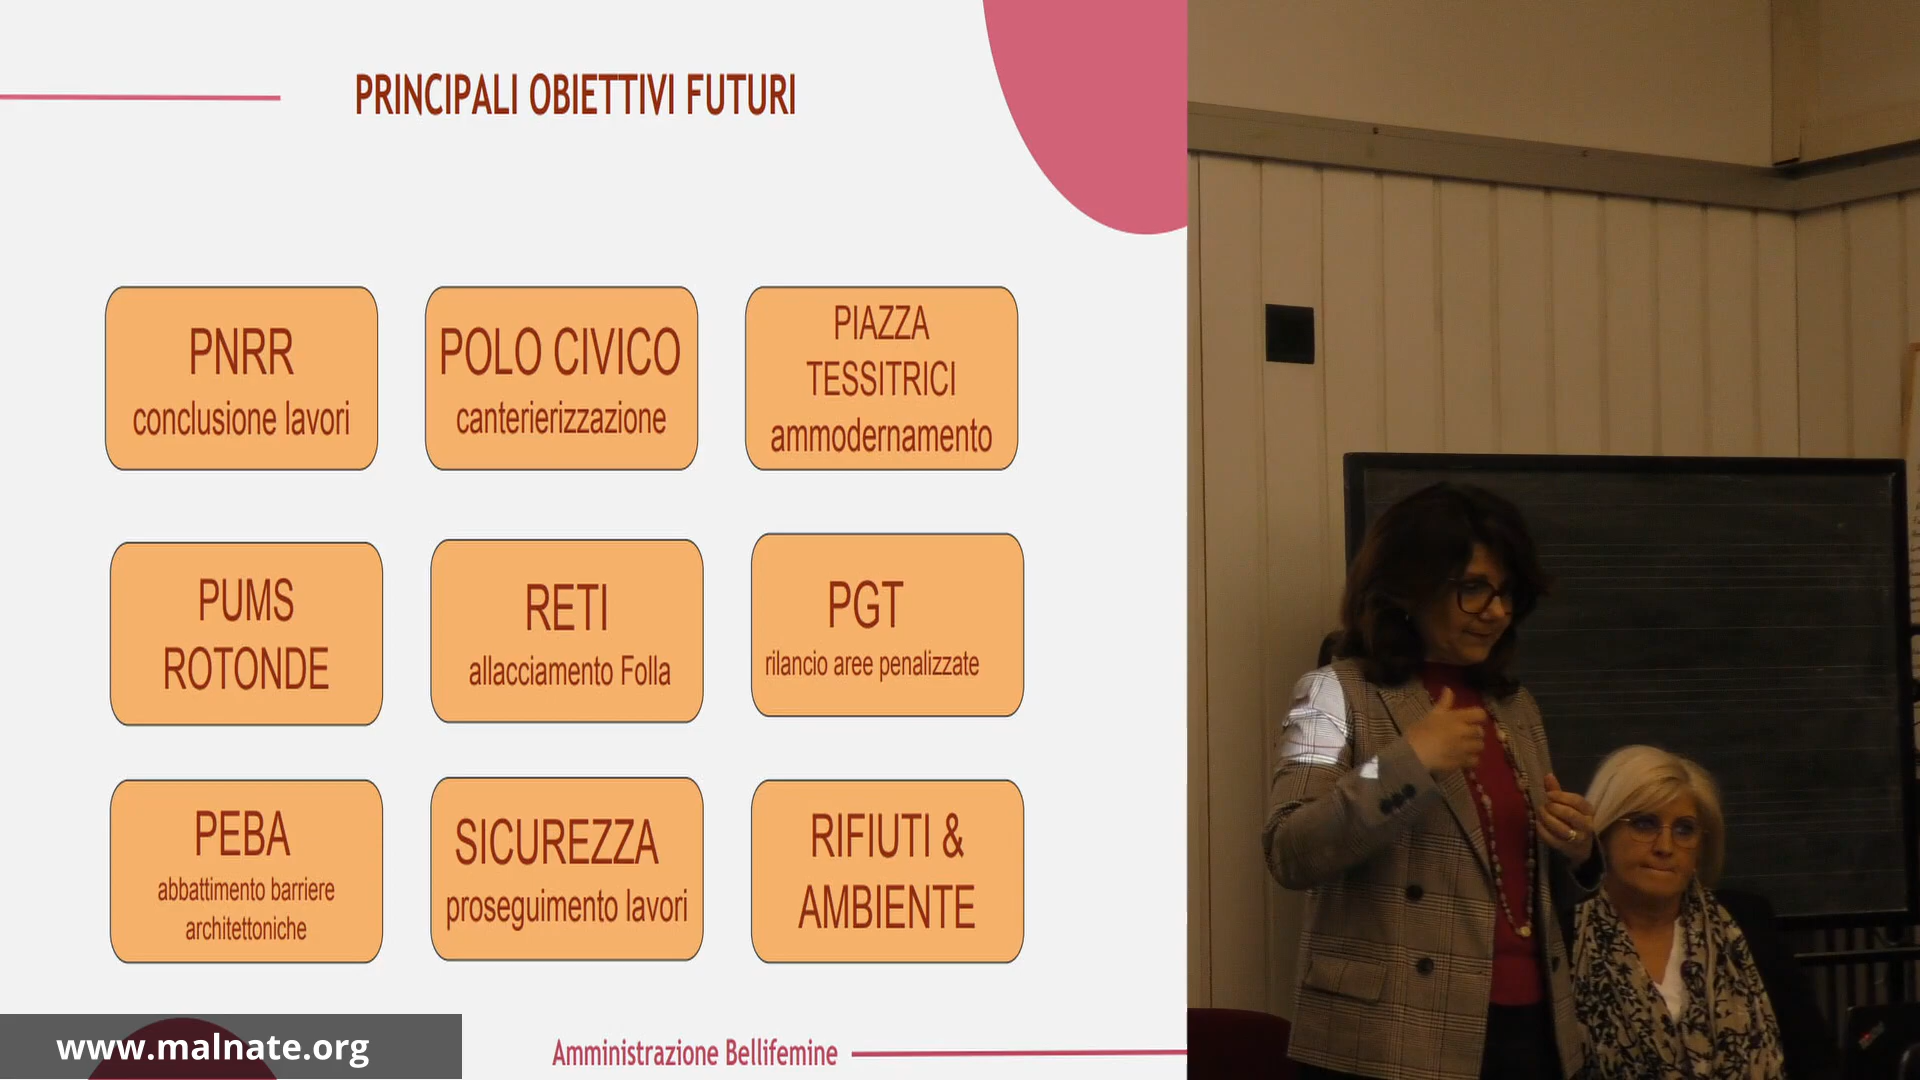 PRINCIPALI OBIETTIVI FUTURI
PNRR
conclusione lavori
POLO CIVICO
canterierizzazione
PIAZZA
TESSITRICI
ammodernamento
PUMS
ROTONDE
RETI
allacciamento Folla
PGT
rilancio aree penalizzate
PEBA
abbattimento barriere
architettoniche
SICUREZZA
proseguimento lavori
RIFIUTI &
AMBIENTE
www.malnate.org
Amministrazione Bellifemine